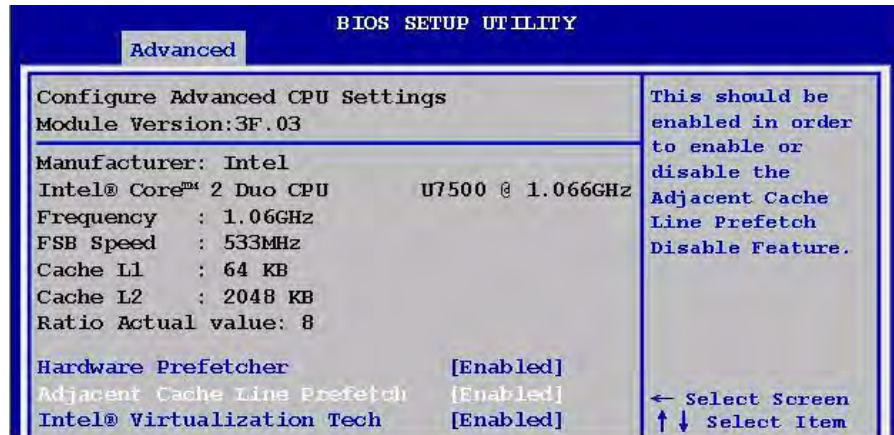 BIOS SETUP UTILITY
Advanced
Configure Advanced CPU Settings
Module Version:3F.03
Manufacturer: Intel
Intel® Core™ 2 Duo CPU U7500 @ 1.066GHz
Frequency : 1.06GHz
FSB Speed : 533MHz
Cache L1 : 64 KB
Cache L2 : 2048 KB
Ratio Actual value: 8
Hardware Prefetcher [Enabled]
Adjacent Cache Line Prefetch [Enabled]
Intel® Virtualization Tech [Enabled]
This should be
enabled in order
to enable or
disable the
Adjacent Cache
Line Prefetch
Disable Feature.
← Select Screen
↑↓ Select Item